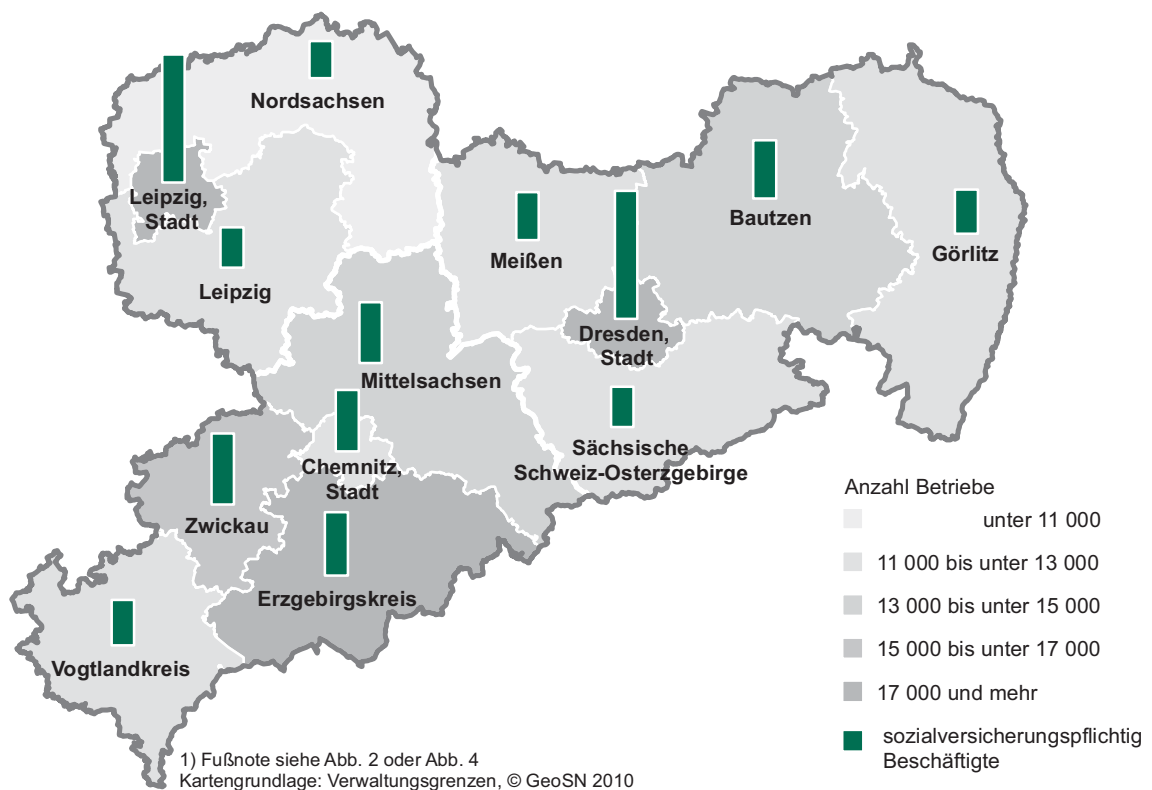 Nordsachsen
Leipzig,
Stadt
Leipzig
Meißen
Bautzen
Görlitz
Dresden,
Stadt
Mittelsachsen
Sächsische
Schweiz-Osterzgebirge
Chemnitz,
Stadt
Zwickau
Erzgebirgskreis
Vogtlandkreis
Anzahl Betriebe
unter 11 000
11 000 bis unter 13 000
13 000 bis unter 15 000
15 000 bis unter 17 000
17 000 und mehr
sozialversicherungspflichtig
Beschäftigte
1) Fußnote siehe Abb. 2 oder Abb. 4
Kartengrundlage: Verwaltungsgrenzen, © GeoSN 2010